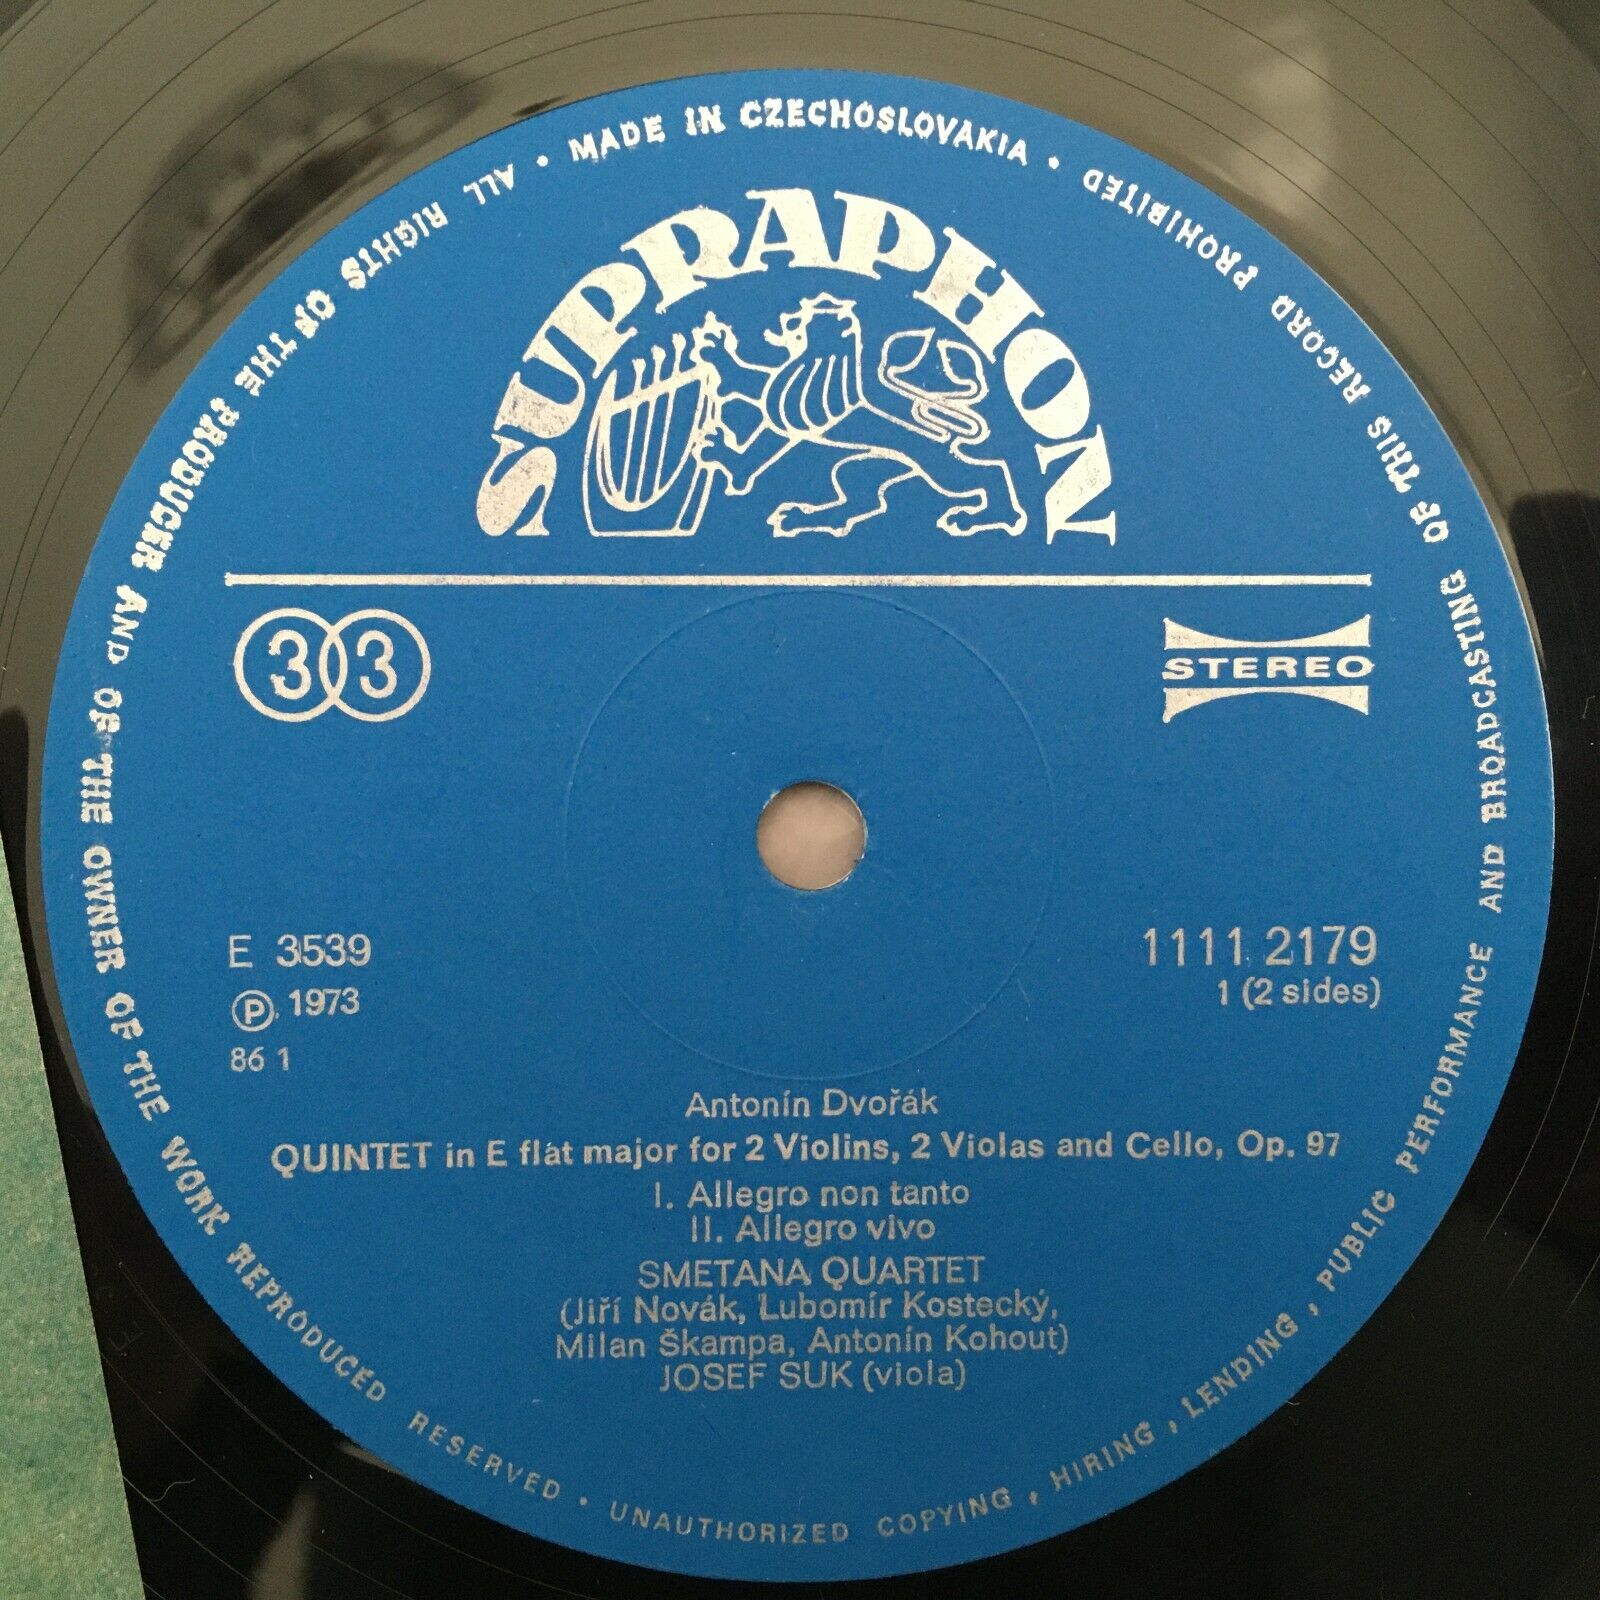 • MADE IN CZECHOSLOVAKIA •
ALL RIGHTS OF THE PRODUCER AND OF THE OWNER OF THE WORK REPRODUCED RESERVED • UNAUTHORIZED COPYING, HIRING, LENDING, PUBLIC PERFORMANCE AND BROADCASTING OF THIS RECORD PROHIBITED
SUPRAPHON
33
STEREO
E 3539
℗ 1973
86 1
1111 2179
1 (2 sides)
Antonín Dvořák
QUINTET in E flat major for 2 Violins, 2 Violas and Cello, Op. 97
I. Allegro non tanto
II. Allegro vivo
SMETANA QUARTET
(Jiří Novák, Lubomír Kostecký,
Milan Škampa, Antonín Kohout)
JOSEF SUK (viola)